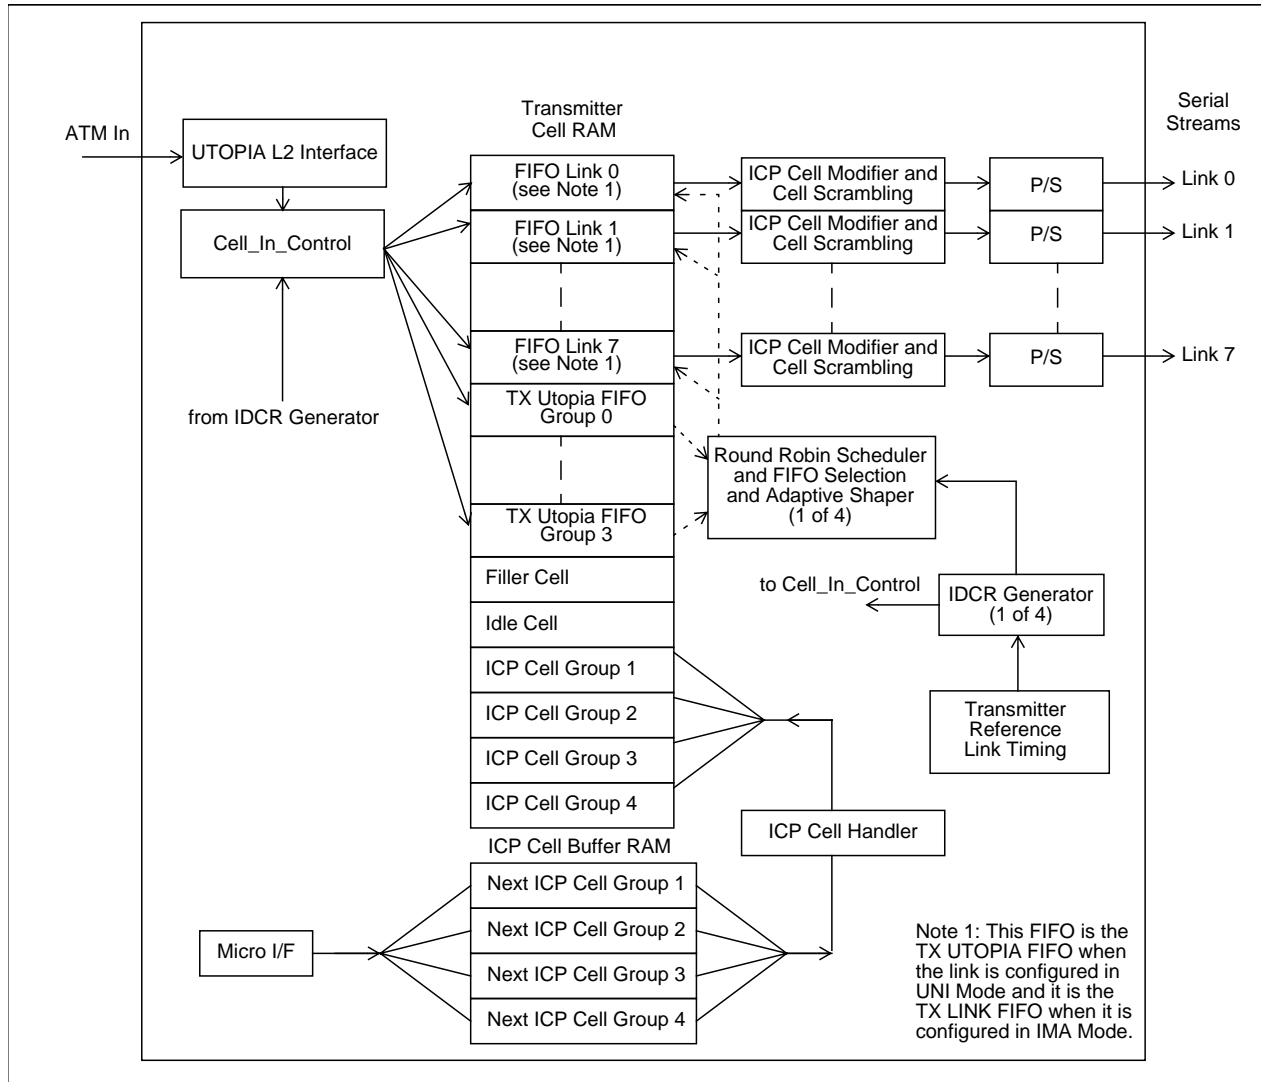 Transmitter
Cell RAM
Serial
Streams
ATM In
UTOPIA L2 Interface
Cell_In_Control
from IDCR Generator
FIFO Link 0
(see Note 1)
FIFO Link 1
(see Note 1)
FIFO Link 7
(see Note 1)
TX Utopia FIFO
Group 0
TX Utopia FIFO
Group 3
Filler Cell
Idle Cell
ICP Cell Group 1
ICP Cell Group 2
ICP Cell Group 3
ICP Cell Group 4
ICP Cell Modifier and
Cell Scrambling
P/S
Link 0
ICP Cell Modifier and
Cell Scrambling
P/S
Link 1
ICP Cell Modifier and
Cell Scrambling
P/S
Link 7
Round Robin Scheduler
and FIFO Selection
and Adaptive Shaper
(1 of 4)
to Cell_In_Control
IDCR Generator
(1 of 4)
Transmitter
Reference
Link Timing
ICP Cell Handler
ICP Cell Buffer RAM
Next ICP Cell Group 1
Next ICP Cell Group 2
Next ICP Cell Group 3
Next ICP Cell Group 4
Micro I/F
Note 1: This FIFO is the
TX UTOPIA FIFO when
the link is configured in
UNI Mode and it is the
TX LINK FIFO when it is
configured in IMA Mode.